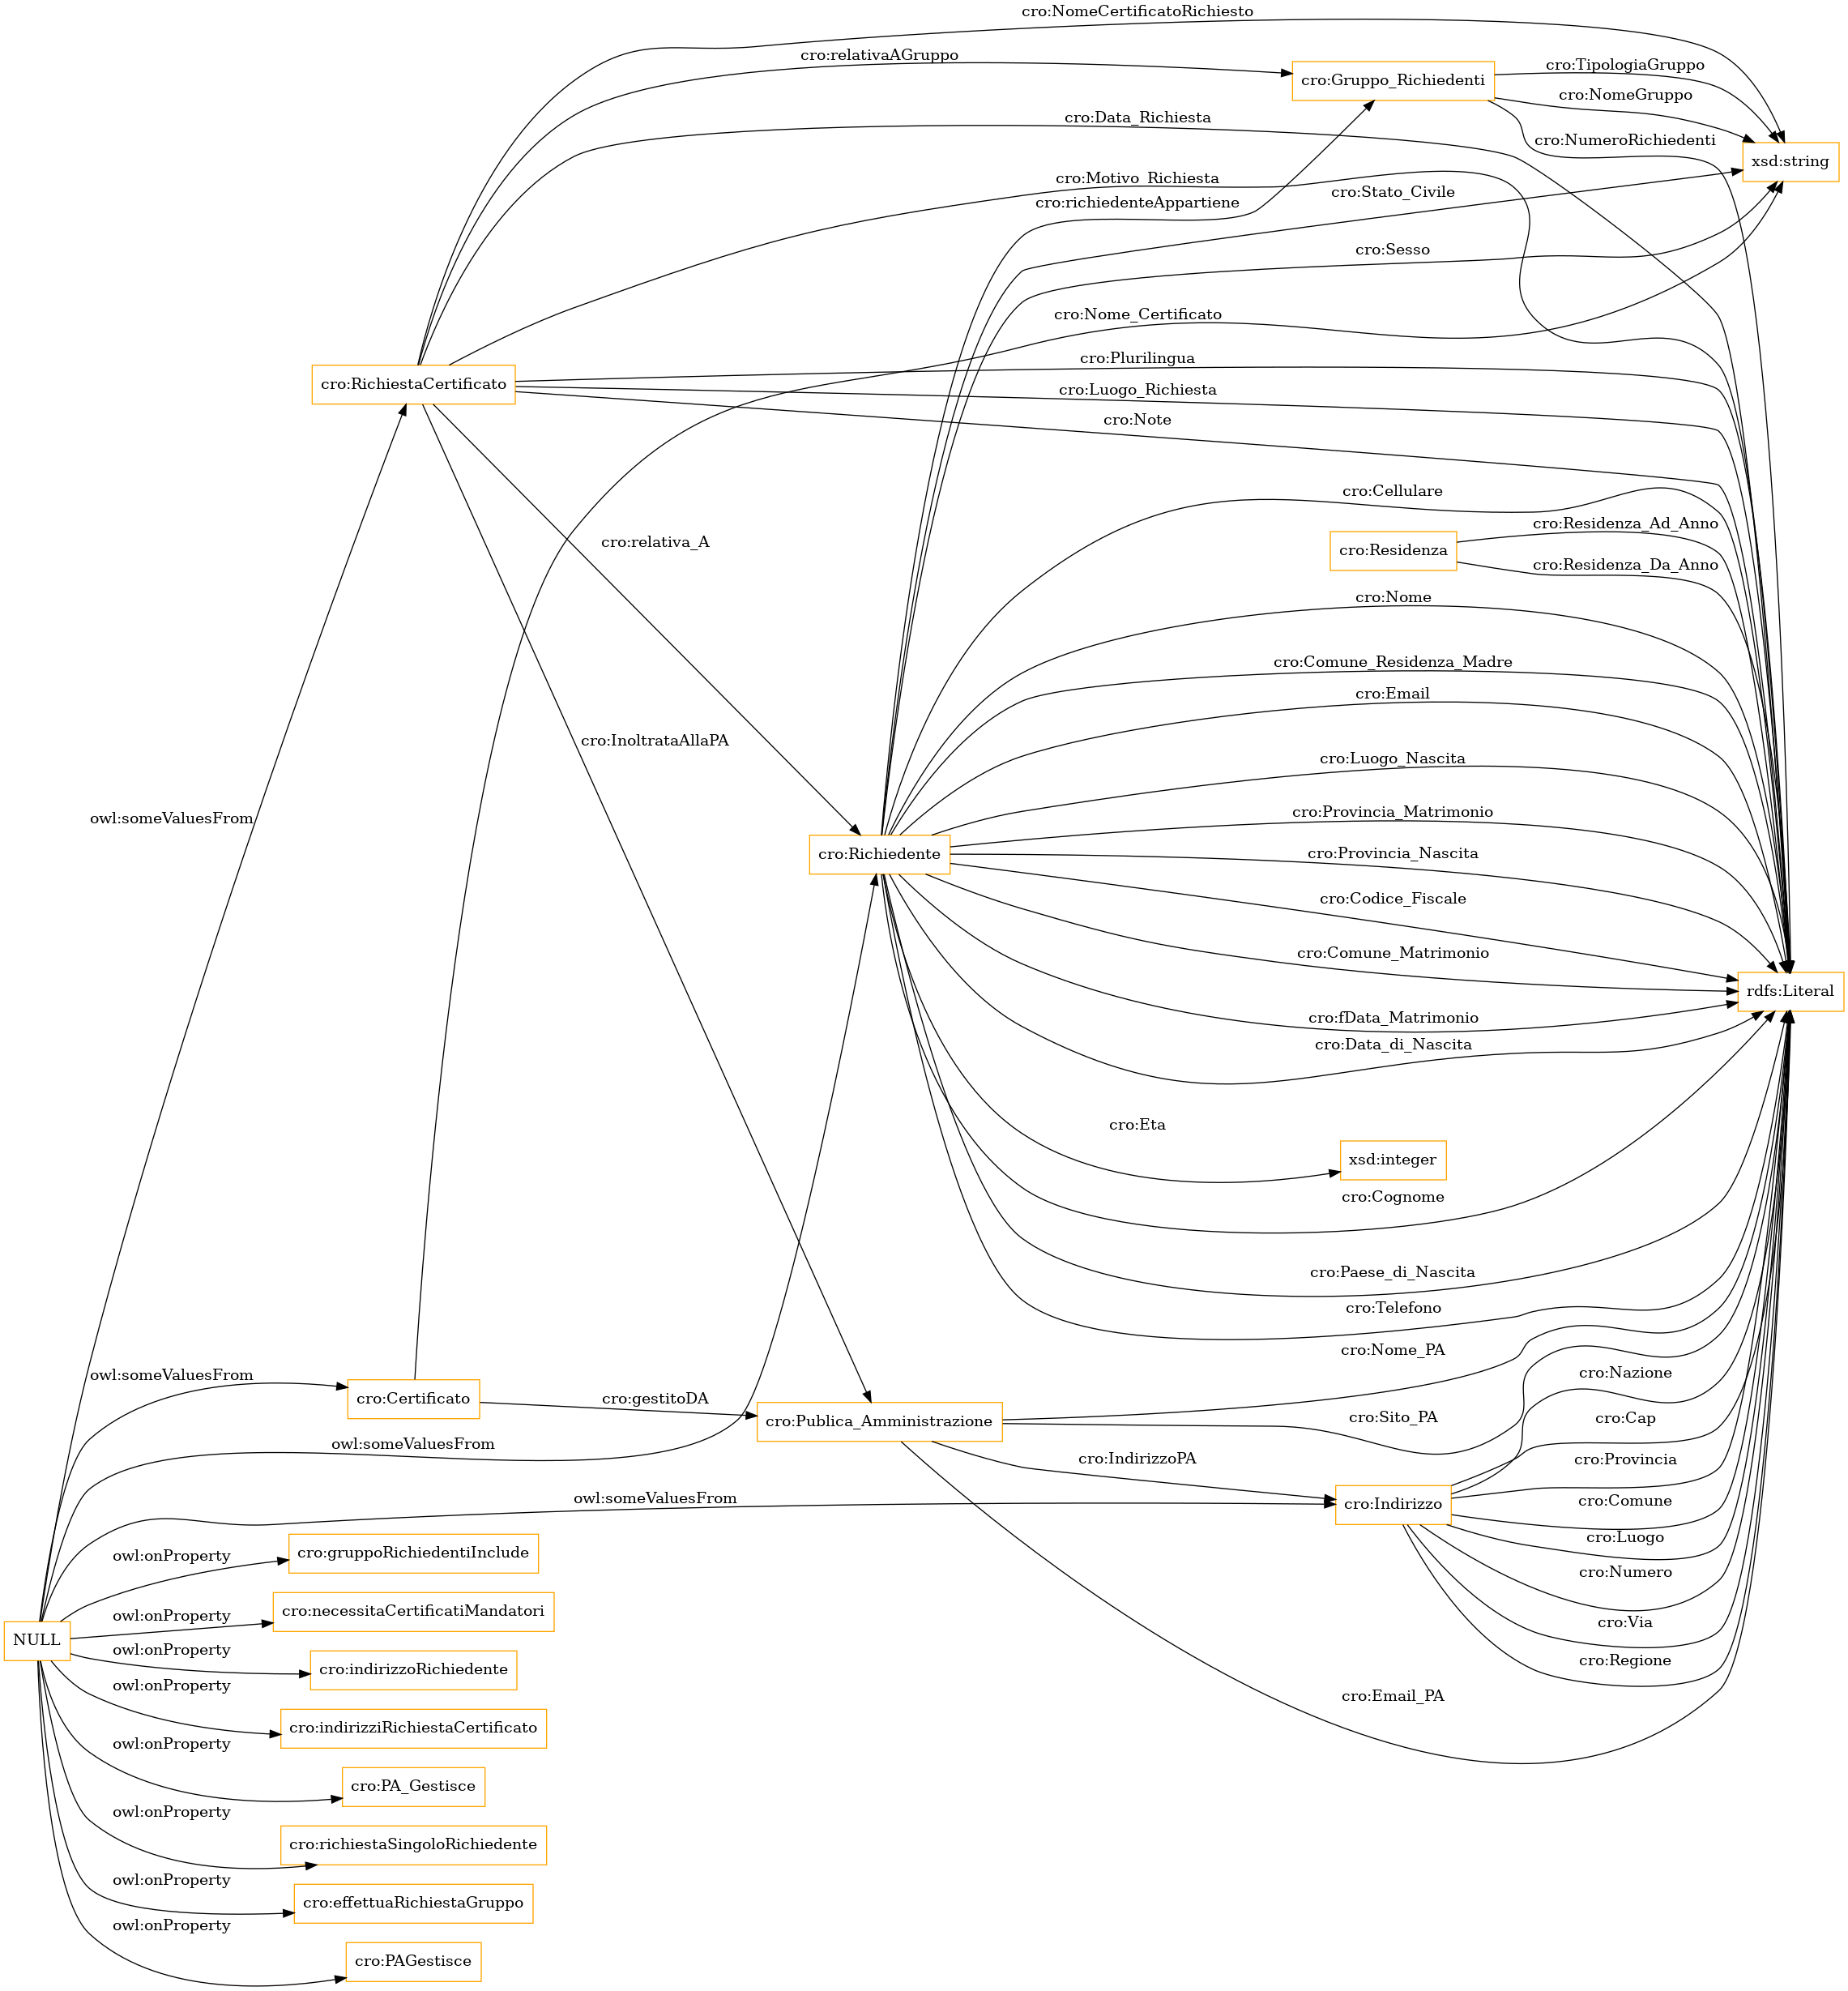 cro:NomeCertificatoRichiesto
cro:relativaAGruppo
cro:Gruppo_Richiedenti
cro:TipologiaGruppo
cro:NomeGruppo
cro:Data_Richiesta
cro:NumeroRichiedenti
xsd:string
cro:Motivo_Richiesta
cro:richiedenteAppartiene
cro:Stato_Civile
cro:Sesso
cro:Nome_Certificato
cro:Plurilingua
cro:RichiestaCertificato
cro:Luogo_Richiesta
cro:Note
cro:Cellulare
cro:Residenza_Ad_Anno
cro:relativa_A
cro:Residenza
cro:Residenza_Da_Anno
cro:Nome
cro:Comune_Residenza_Madre
cro:Email
cro:InoltrataAllaPA
cro:Luogo_Nascita
cro:Provincia_Matrimonio
owl:someValuesFrom
cro:Richiedente
cro:Provincia_Nascita
cro:Codice_Fiscale
cro:Comune_Matrimonio
rdfs:Literal
cro:fData_Matrimonio
cro:Data_di_Nascita
cro:Eta
xsd:integer
cro:Cognome
cro:Paese_di_Nascita
cro:Telefono
cro:Nome_PA
owl:someValuesFrom
cro:Certificato
cro:gestitoDA
cro:Publica_Amministrazione
cro:Nazione
cro:Sito_PA
cro:Cap
owl:someValuesFrom
cro:IndirizzoPA
cro:Provincia
owl:someValuesFrom
cro:Indirizzo
cro:Comune
cro:Luogo
owl:onProperty
cro:gruppoRichiedentiInclude
cro:Numero
owl:onProperty
cro:necessitaCertificatiMandatori
cro:Via
NULL
owl:onProperty
cro:indirizzoRichiedente
cro:Regione
owl:onProperty
cro:Email_PA
cro:indirizziRichiestaCertificato
owl:onProperty
cro:PA_Gestisce
owl:onProperty
cro:richiestaSingoloRichiedente
owl:onProperty
cro:effettuaRichiestaGruppo
owl:onProperty
cro:PAGestisce